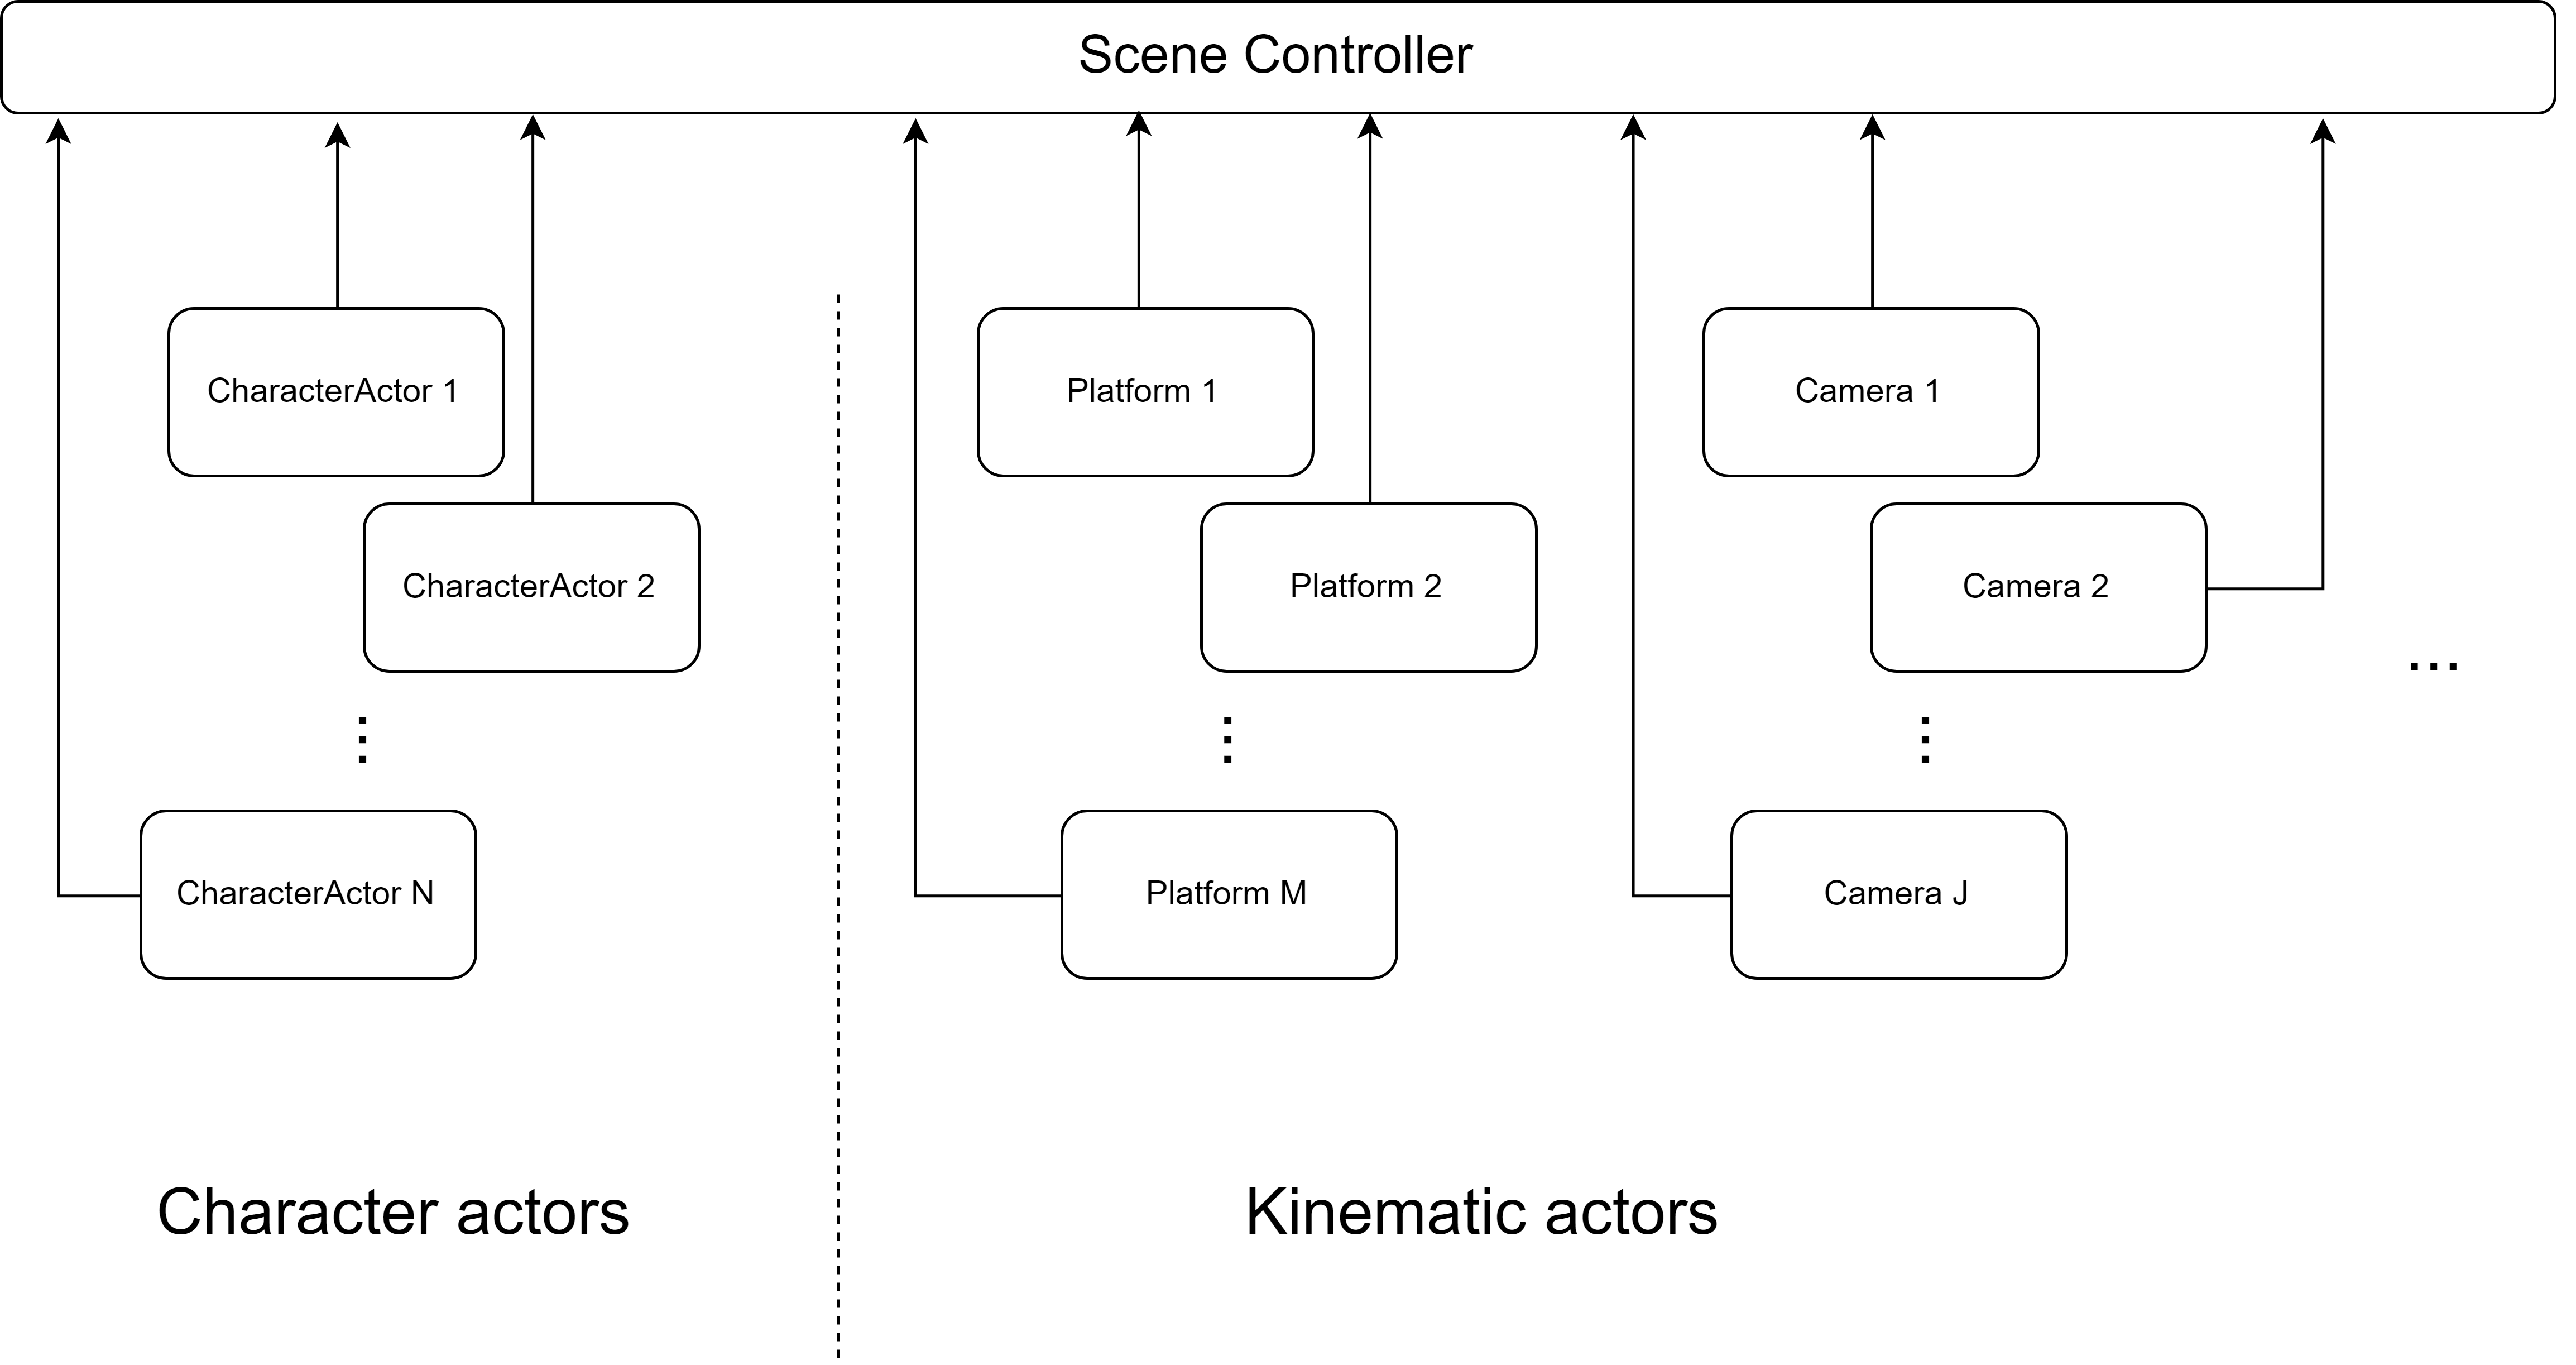 Scene Controller
CharacterActor 1
Platform 1
Camera 1
CharacterActor 2
Platform 2
Camera 2
...
⋮
⋮
⋮
CharacterActor N
Platform M
Camera J
Character actors
Kinematic actors